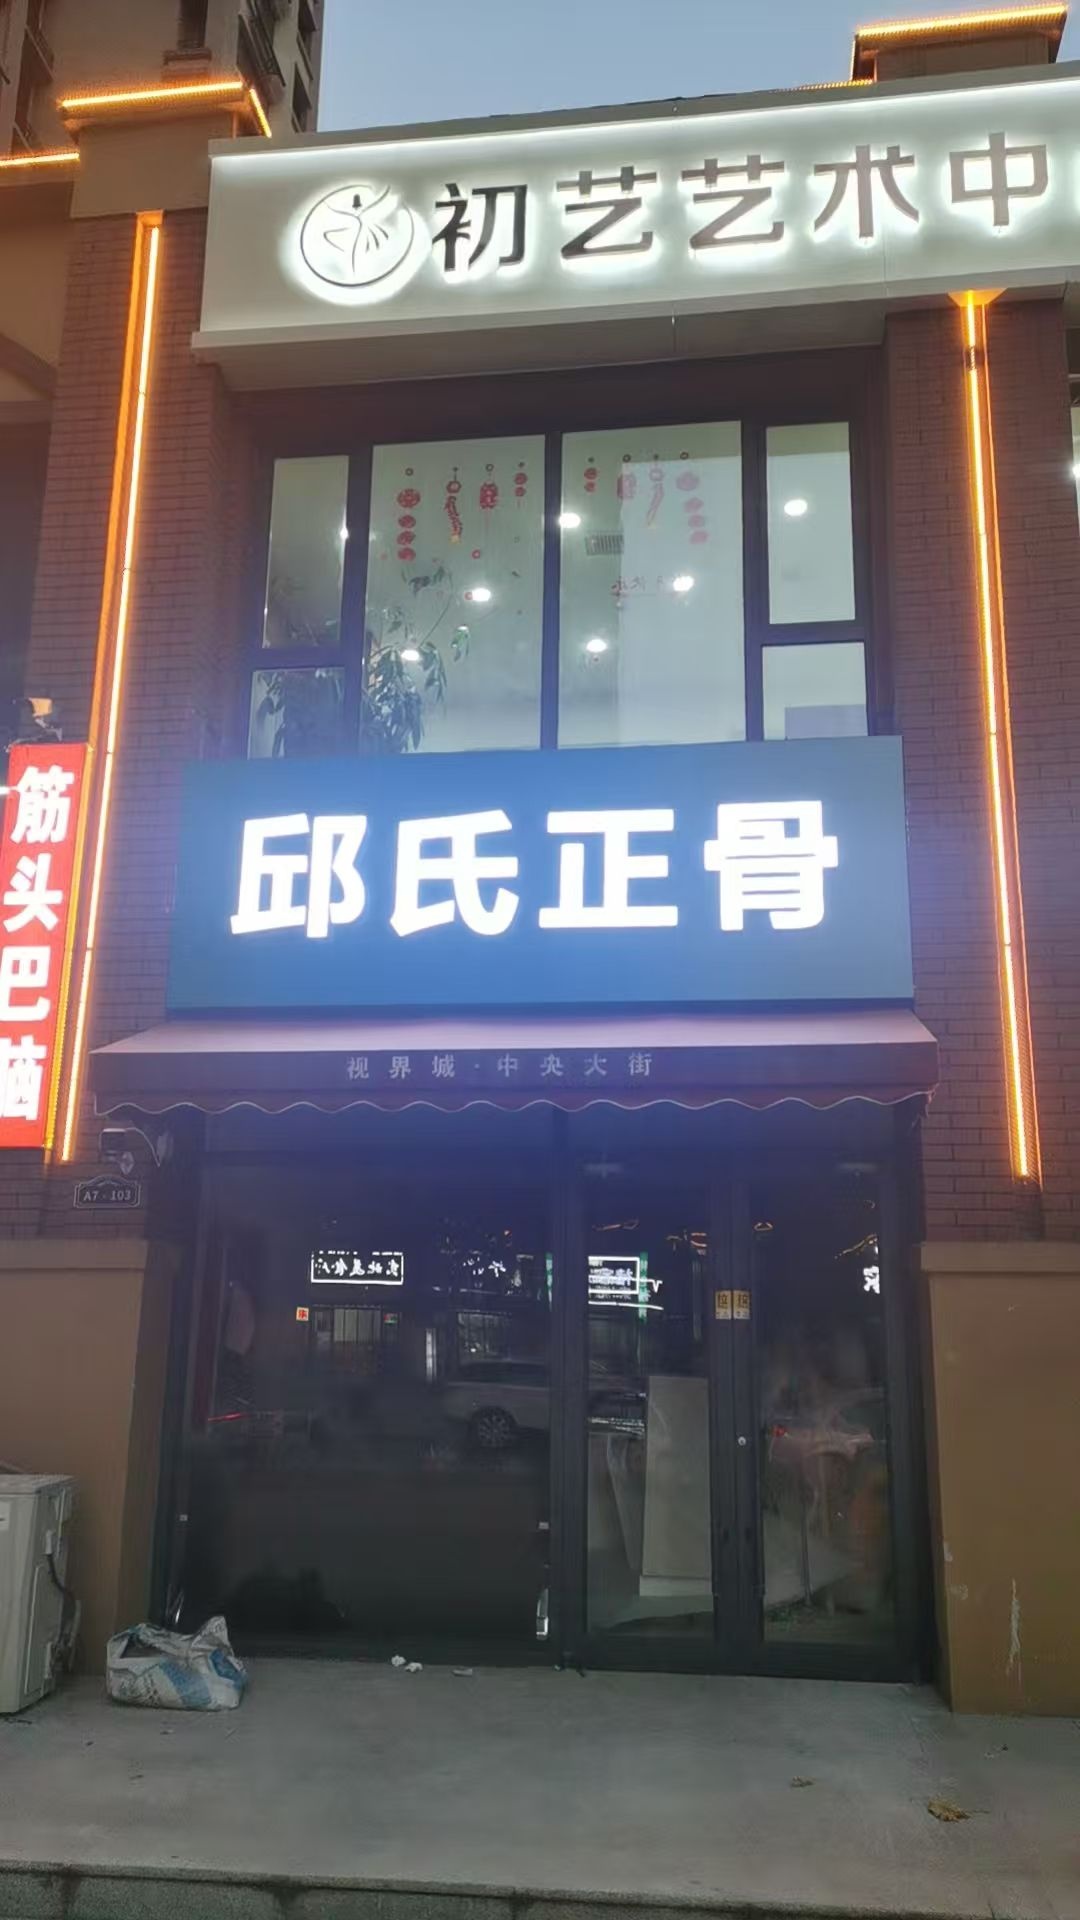 初艺艺术中
邱氏正骨
筋头巴脑
视界城·中央大街
A7-103